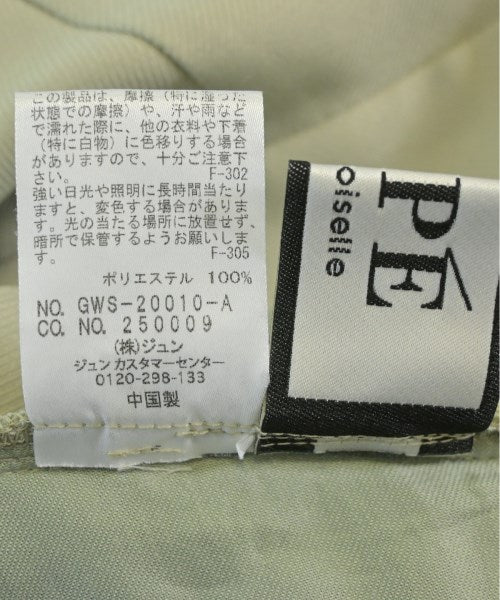 この製品は、摩擦（特に湿った
状態での摩擦）や、汗や雨など
で濡れた際に、他の衣料や下着
（特に白物）に色移りする場合
がありますので、十分ご注意下
さい。 F-302
強い日光や照明に長時間当たり
ますと、変色する場合がありま
す。光の当たる場所に放置せず、
暗所で保管するようお願いしま
す。 F-305
ポリエステル 100%
NO. GWS-20010-A
CO. NO. 250009
(株)ジュン
ジュン カスタマーセンター
0120-298-133
中国製
PÉ
oiselle